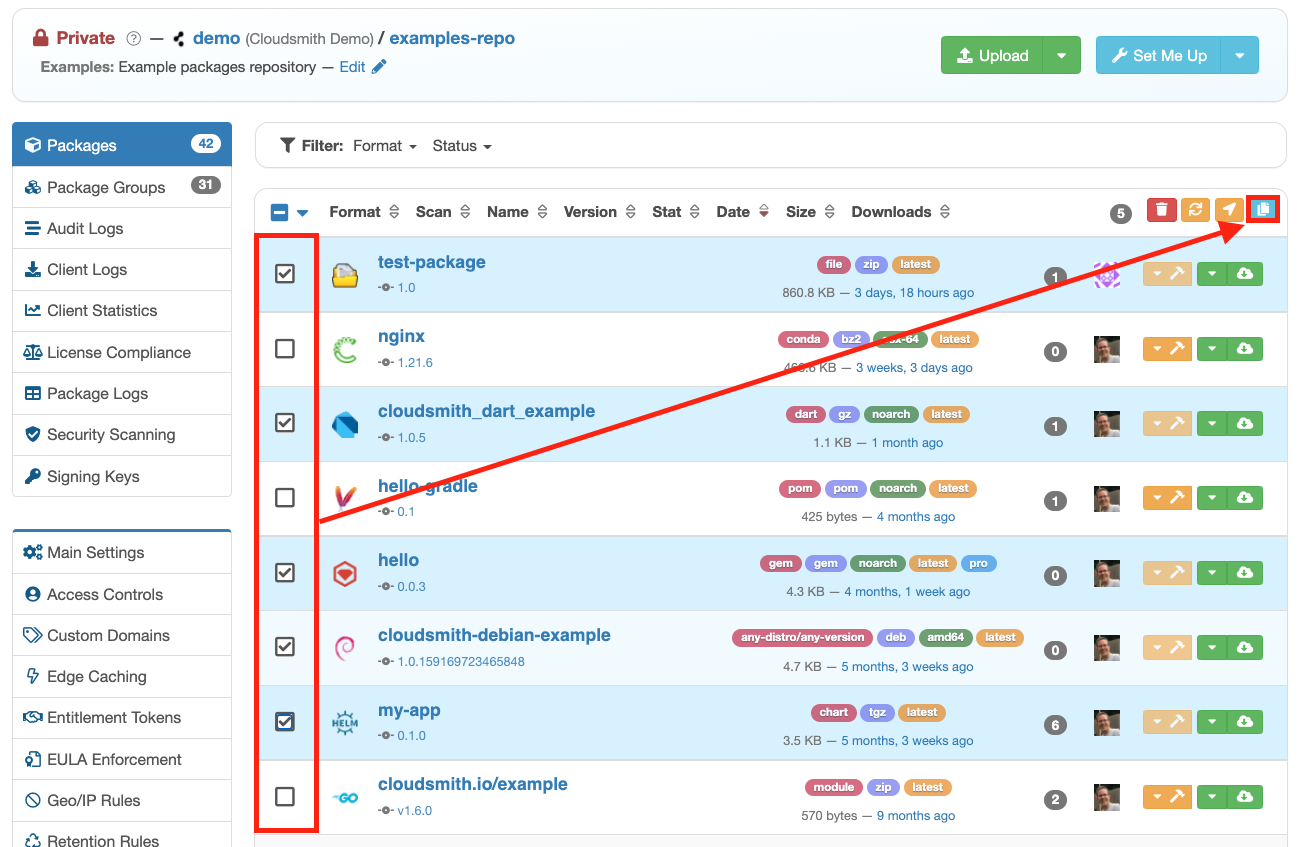 Private ? — demo (Cloudsmith Demo) / examples-repo
Examples: Example packages repository — Edit
Upload
Set Me Up
Packages 42
Package Groups 31
Audit Logs
Client Logs
Client Statistics
License Compliance
Package Logs
Security Scanning
Signing Keys
Main Settings
Access Controls
Custom Domains
Edge Caching
Entitlement Tokens
EULA Enforcement
Geo/IP Rules
Retention Rules
Filter: Format Status
Format Scan Name Version Stat Date Size Downloads 5
test-package file zip latest
1.0 860.8 KB — 3 days, 18 hours ago 1
nginx conda bz2 latest
1.21.6 KB — 3 weeks, 3 days ago 0
cloudsmith_dart_example dart gz noarch latest
1.0.5 1.1 KB — 1 month ago 1
hello-gradle pom pom noarch latest
0.1 425 bytes — 4 months ago 1
hello gem gem noarch latest pro
0.0.3 4.3 KB — 4 months, 1 week ago 0
cloudsmith-debian-example any-distro/any-version deb amd64 latest
1.0.159169723465848 4.7 KB — 5 months, 3 weeks ago 0
HELM my-app chart tgz latest
0.1.0 3.5 KB — 5 months, 3 weeks ago 6
GO cloudsmith.io/example module zip latest
v1.6.0 570 bytes — 9 months ago 2